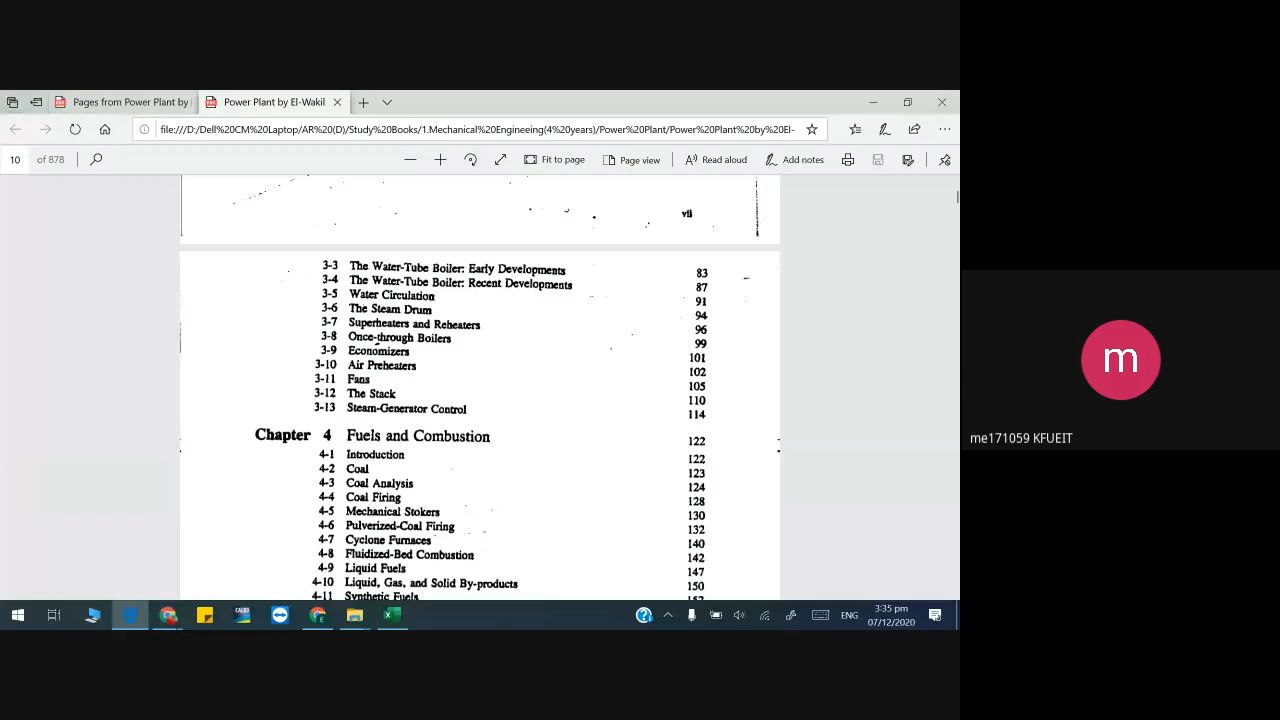 Pages from Power Plant by
Power Plant by El-Wakil
file:///D:/Dell%20CM%20Laptop/AR%20(D)/Study%20Books/1.Mechanical%20Engineeing(4%20years)/Power%20Plant/Power%20Plant%20by%20El-
10 of 878
Fit to page
Page view
Read aloud
Add notes
vii
3-3 The Water-Tube Boiler: Early Developments 83
3-4 The Water-Tube Boiler: Recent Developments 87
3-5 Water Circulation 91
3-6 The Steam Drum 94
3-7 Superheaters and Reheaters 96
3-8 Once-through Boilers 99
3-9 Economizers 101
3-10 Air Preheaters 102
3-11 Fans 105
3-12 The Stack 110
3-13 Steam-Generator Control 114
Chapter 4 Fuels and Combustion 122
4-1 Introduction 122
4-2 Coal 123
4-3 Coal Analysis 124
4-4 Coal Firing 128
4-5 Mechanical Stokers 130
4-6 Pulverized-Coal Firing 132
4-7 Cyclone Furnaces 140
4-8 Fluidized-Bed Combustion 142
4-9 Liquid Fuels 147
4-10 Liquid, Gas, and Solid By-products 150
4-11 Synthetic Fuels
ENG
3:35 pm
07/12/2020
m
me171059 KFUEIT